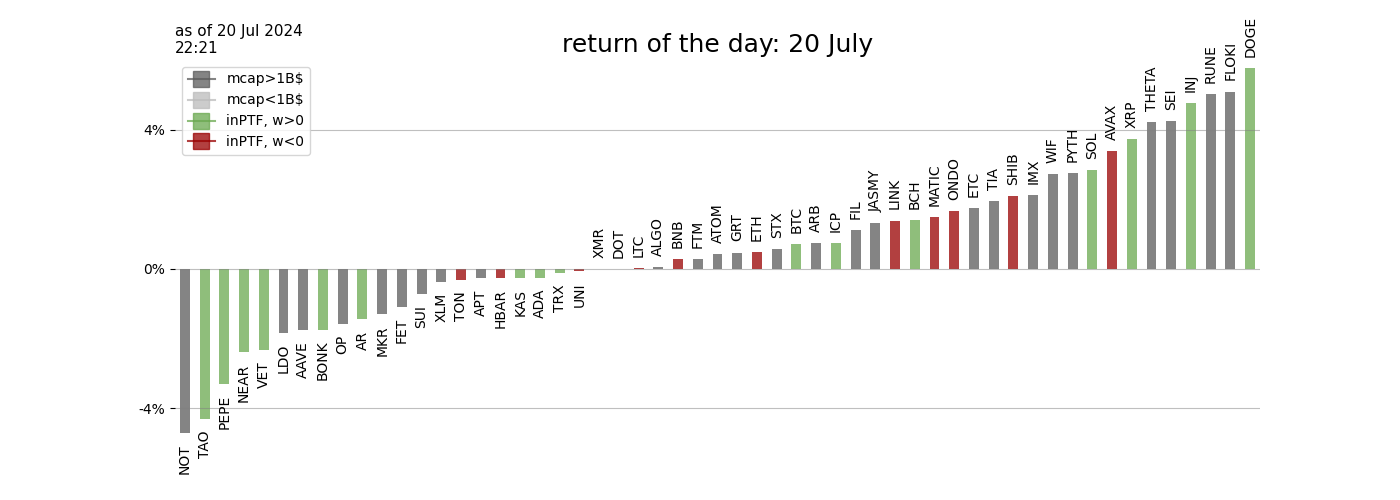 as of 20 Jul 2024
22:21
return of the day: 20 July
mcap>1B$
mcap<1B$
inPTF, w>0
inPTF, w<0
4%
0%
-4%
NOT
TAO
PEPE
NEAR
VET
LDO
AAVE
BONK
OP
AR
MKR
FET
SUI
XLM
TON
APT
HBAR
KAS
ADA
TRX
UNI
XMR
DOT
LTC
ALGO
BNB
FTM
ATOM
GRT
ETH
STX
BTC
ARB
ICP
FIL
JASMY
LINK
BCH
MATIC
ONDO
ETC
TIA
SHIB
IMX
WIF
PYTH
SOL
AVAX
XRP
THETA
SEI
INJ
RUNE
FLOKI
DOGE